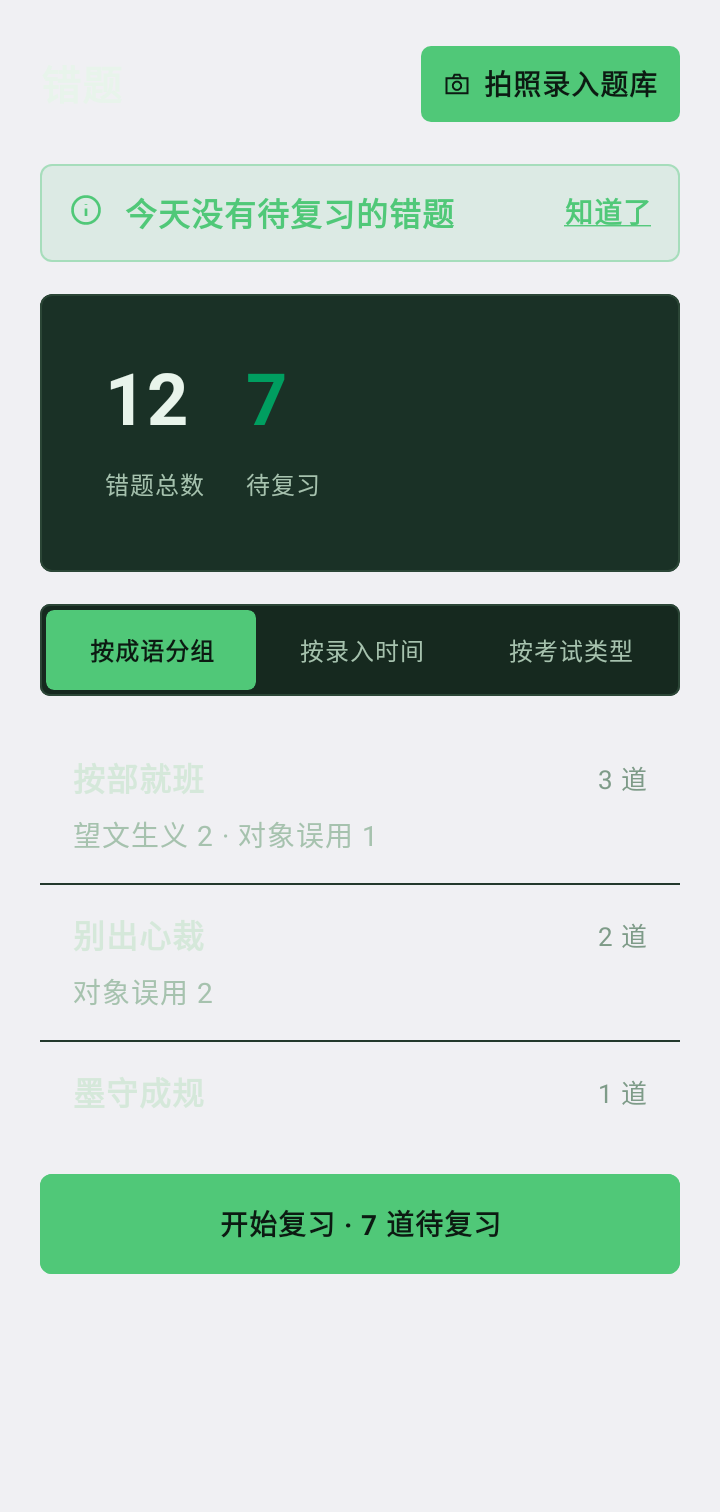 拍照录入题库
今天没有待复习的错题 知道了
12 7
错题总数 待复习
按成语分组 按录入时间 按考试类型
按部就班 3 道
望文生义 2 · 对象误用 1
别出心裁 2 道
对象误用 2
墨守成规 1 道
开始复习 · 7 道待复习